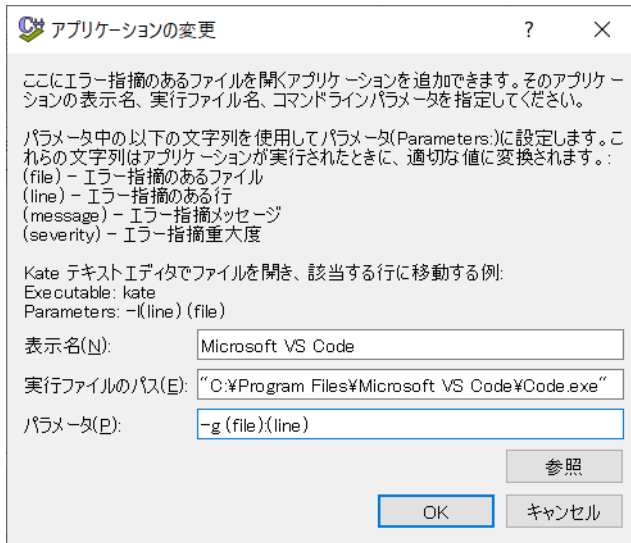 アプリケーションの変更
ここにエラー指摘のあるファイルを開くアプリケーションを追加できます。そのアプリケー
ションの表示名、実行ファイル名、コマンドラインパラメータを指定してください。
パラメータ中の以下の文字列を使用してパラメータ(Parameters:)に設定します。こ
れらの文字列はアプリケーションが実行されたときに、適切な値に変換されます。:
(file) - エラー指摘のあるファイル
(line) - エラー指摘のある行
(message) - エラー指摘メッセージ
(severity) - エラー指摘重大度
Kate テキストエディタでファイルを開き、該当する行に移動する例:
Executable: kate
Parameters: -l(line) (file)
表示名(N): Microsoft VS Code
実行ファイルのパス(E): "C:¥Program Files¥Microsoft VS Code¥Code.exe"
パラメータ(P): -g (file):(line)
参照
OK キャンセル